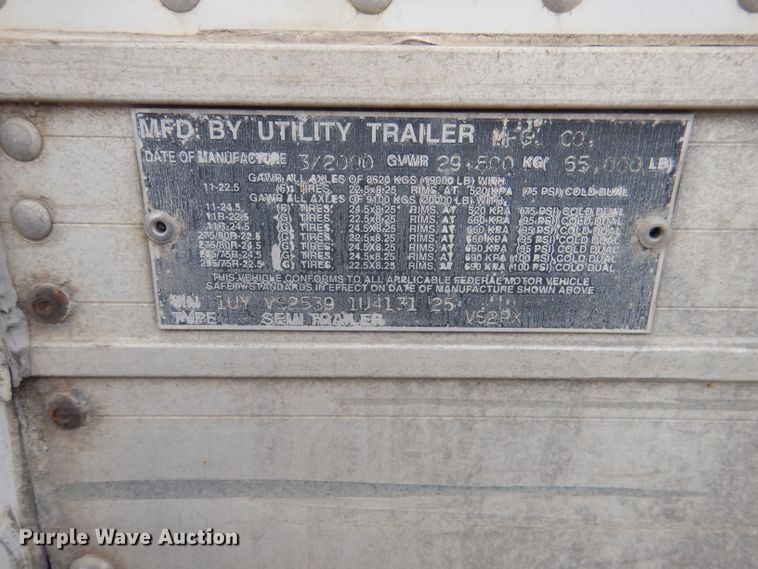 MFD. BY UTILITY TRAILER MFG. CO.
DATE OF MANUFACTURE 3/2000 GVWR 29,500 KG( 65,000 LB)
GAWR ALL AXLES OF 8620 KGS (19000 LB) WITH
11-22.5 (F) TIRES, 22.5x8.25 RIMS, AT 520 KPA (75 PSI) COLD DUAL
GAWR ALL AXLES OF 9100 KGS (20000 LB) WITH
11-24.5 (F) TIRES, 24.5x8.25 RIMS, AT 520 KPA (75 PSI) COLD DUAL
11R-22.5 (G) TIRES, 22.5x8.25 RIMS, AT 660 KPA (95 PSI) COLD DUAL
11R-24.5 (G) TIRES, 24.5x8.25 RIMS, AT 660 KPA (95 PSI) COLD DUAL
275/80R-22.5 (G) TIRES, 22.5x8.25 RIMS, AT 660 KPA (95 PSI) COLD DUAL
275/80R-24.5 (G) TIRES, 24.5x8.25 RIMS, AT 660 KPA (95 PSI) COLD DUAL
285/75R-24.5 (G) TIRES, 24.5x8.25 RIMS, AT 690 KPA (100 PSI) COLD DUAL
295/75R-22.5 (G) TIRES, 22.5x8.25 RIMS, AT 690 KPA (100 PSI) COLD DUAL
THIS VEHICLE CONFORMS TO ALL APPLICABLE FEDERAL MOTOR VEHICLE
SAFETY STANDARDS IN EFFECT ON DATE OF MANUFACTURE SHOWN ABOVE
VIN 1UY VS2539 1U4131 25
TYPE SEMI TRAILER
Purple Wave Auction